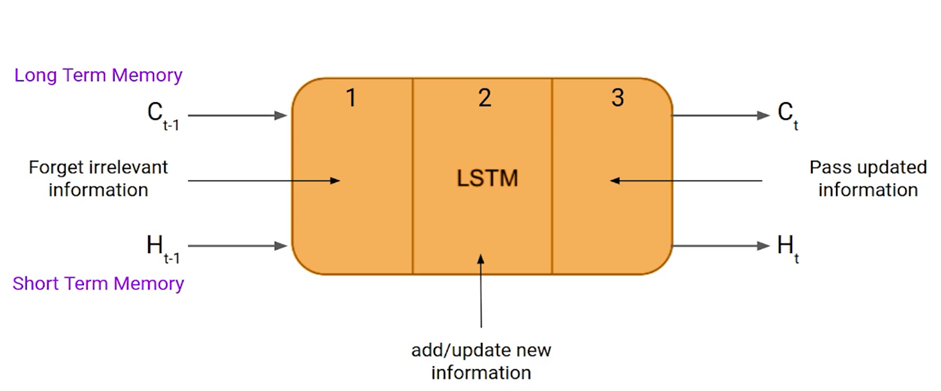 Long Term Memory
1 2 3
C t-1
C t
Forget irrelevant
information
LSTM
Pass updated
information
H t-1
H t
Short Term Memory
add/update new
information